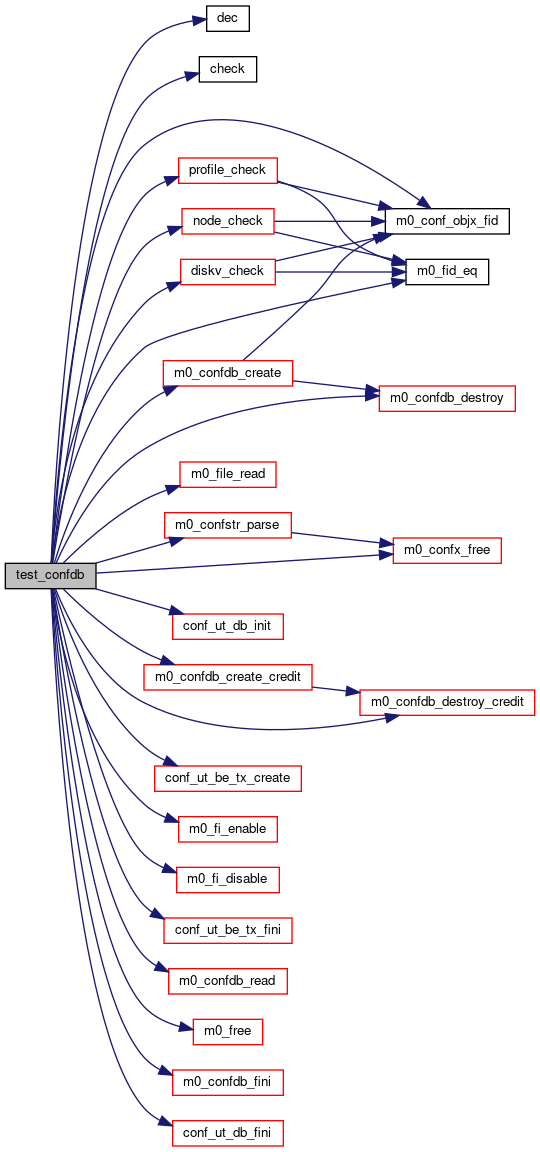 dec
check
profile_check
node_check
m0_conf_objx_fid
diskv_check
m0_fid_eq
m0_confdb_create
m0_confdb_destroy
m0_file_read
m0_confstr_parse
m0_confx_free
test_confdb
conf_ut_db_init
m0_confdb_create_credit
m0_confdb_destroy_credit
conf_ut_be_tx_create
m0_fi_enable
m0_fi_disable
conf_ut_be_tx_fini
m0_confdb_read
m0_free
m0_confdb_fini
conf_ut_db_fini